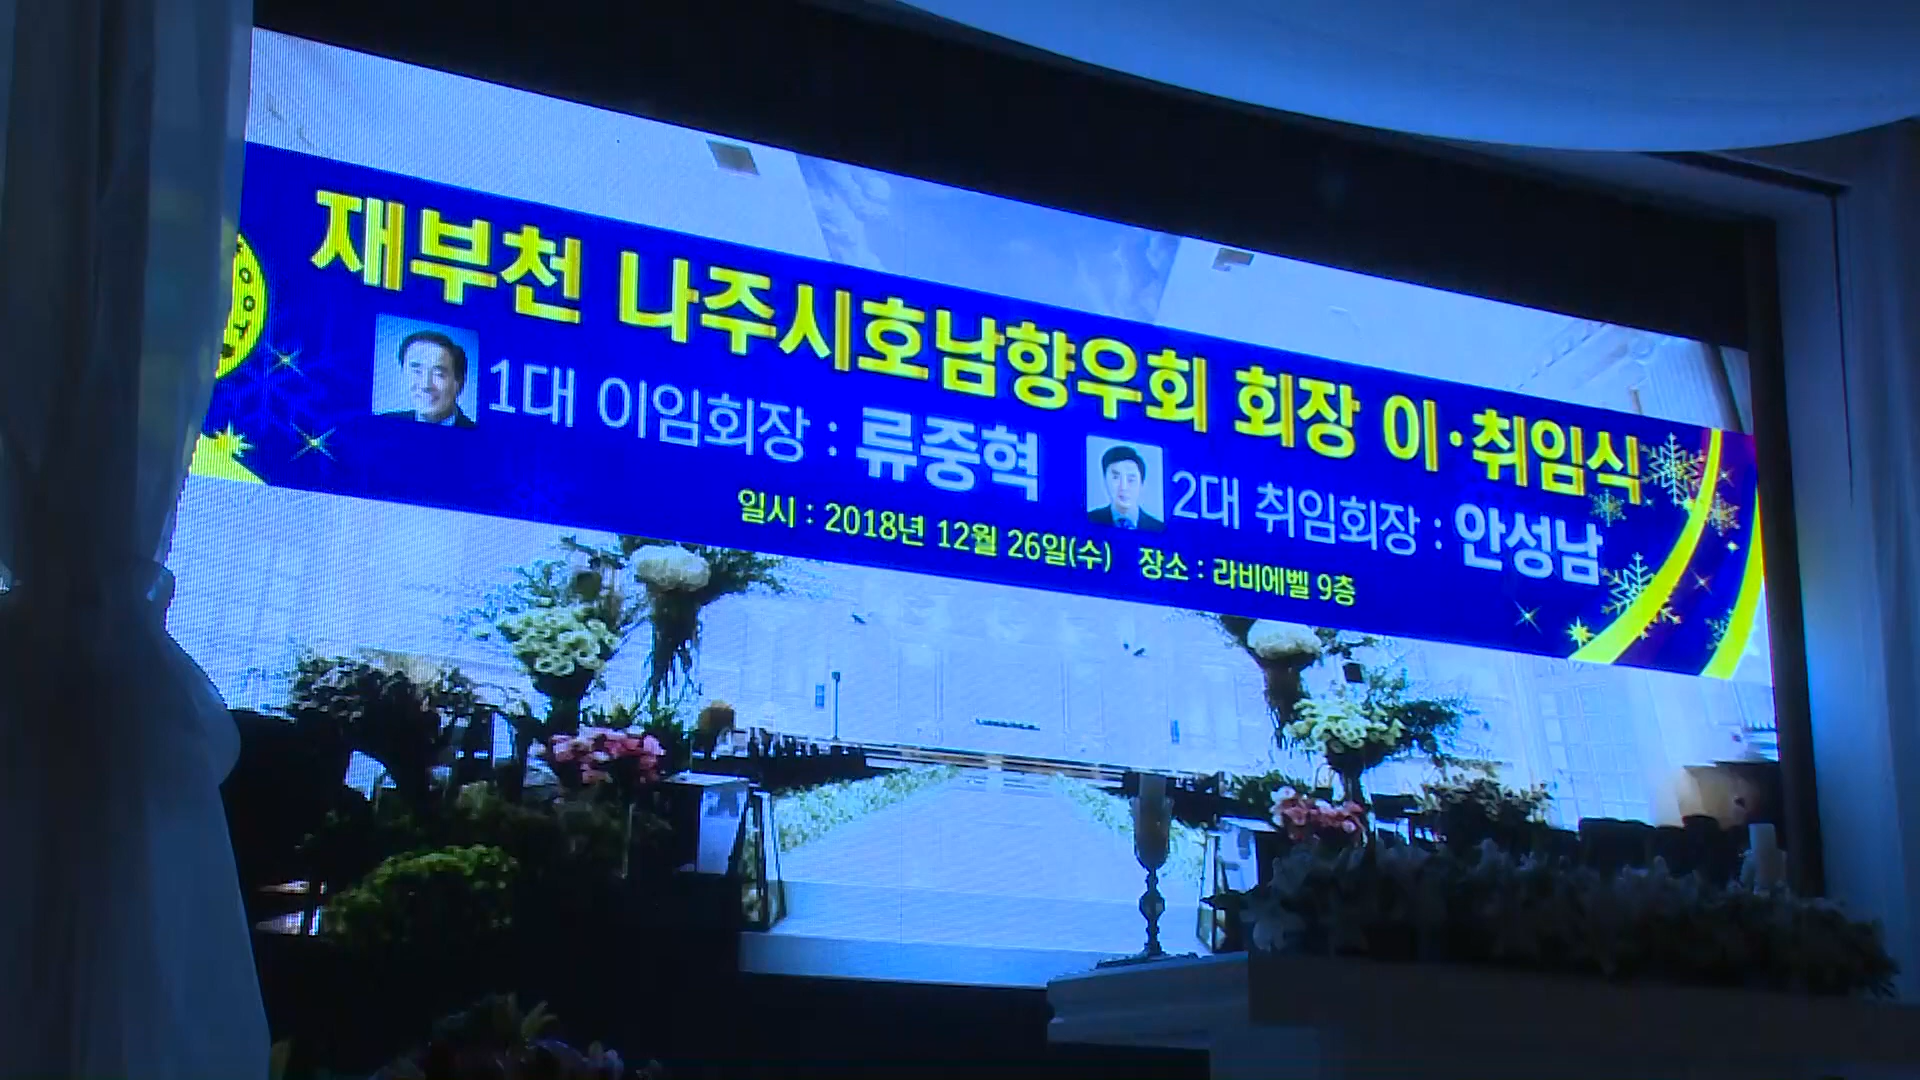 재부천 나주시호남향우회 회장 이·취임식
1대 이임회장 : 류중혁
2대 취임회장 : 안성남
일시 : 2018년 12월 26일(수) 장소 : 라비에벨 9층